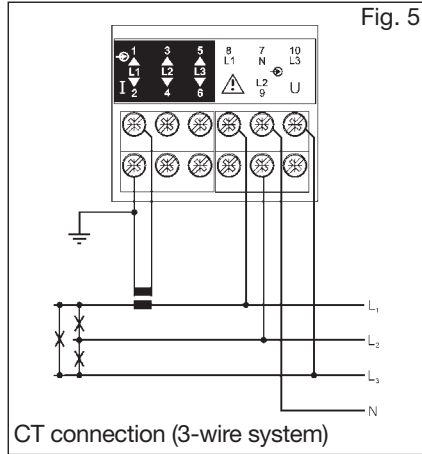 Fig. 5
1 3 5 8 7 10
L1 N L3
L1 L2 L3
L2
I 2 4 6 9 U
L1
L2
L3
N
CT connection (3-wire system)